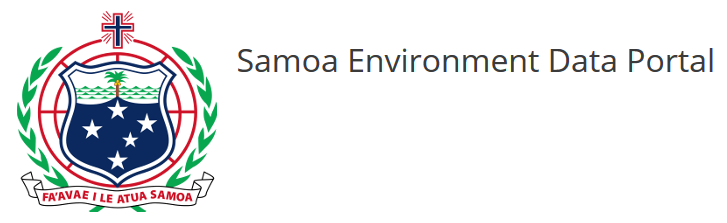 Samoa Environment Data Portal
FA'AVAE I LE ATUA SAMOA